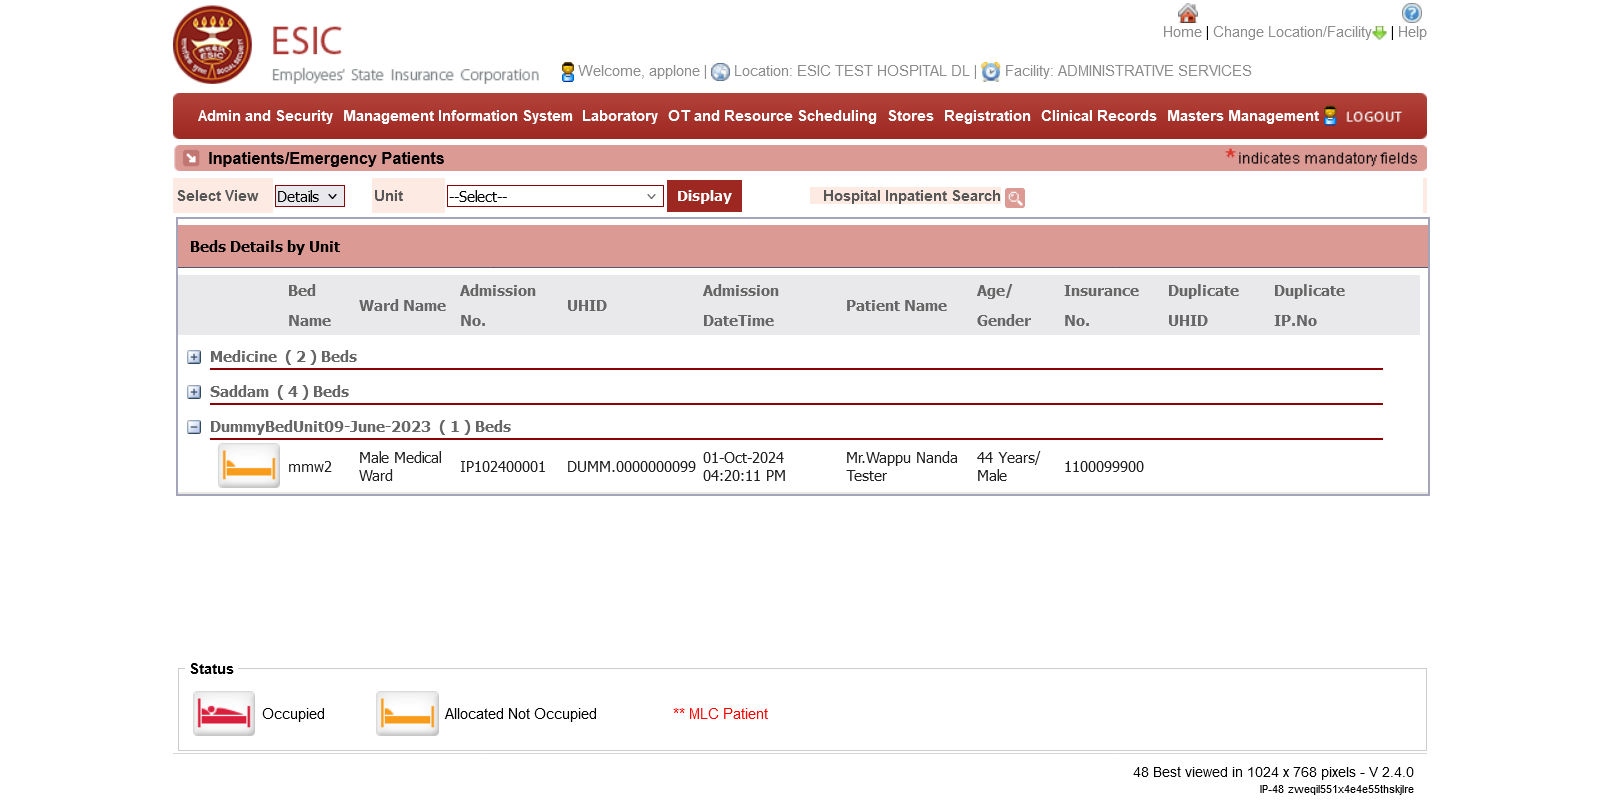 Home | Change Location/Facility | Help
ESIC
Employees' State Insurance Corporation
Welcome, applone | Location: ESIC TEST HOSPITAL DL | Facility: ADMINISTRATIVE SERVICES
Admin and Security Management Information System Laboratory OT and Resource Scheduling Stores Registration Clinical Records Masters Management LOGOUT
Inpatients/Emergency Patients *indicates mandatory fields
Select View Details Unit --Select-- Display Hospital Inpatient Search
Beds Details by Unit
Bed Name Ward Name Admission No. UHID Admission DateTime Patient Name Age/ Gender Insurance No. Duplicate UHID Duplicate IP.No
Medicine ( 2 ) Beds
Saddam ( 4 ) Beds
DummyBedUnit09-June-2023 ( 1 ) Beds
mmw2 Male Medical Ward IP102400001 DUMM.0000000099 01-Oct-2024 04:20:11 PM Mr.Wappu Nanda Tester 44 Years/ Male 1100099900
Status
Occupied Allocated Not Occupied ** MLC Patient
48 Best viewed in 1024 x 768 pixels - V 2.4.0
IP-48 zweqil551x4e4e55thskjlre